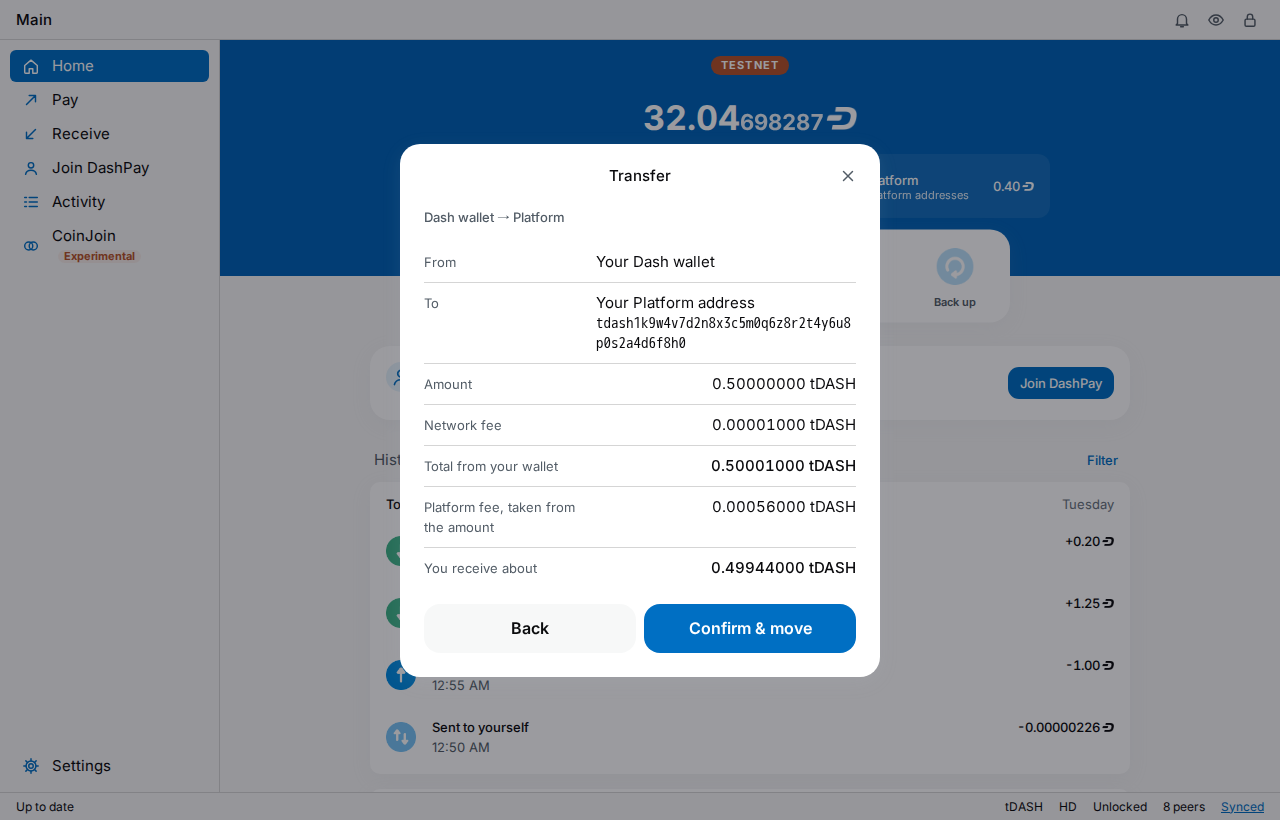 Main
Home
Pay
Receive
Join DashPay
Activity
CoinJoin
Experimental
Settings
TESTNET
32.04698287
0.40
addresses
Back up
Join DashPay
Transfer
Dash wallet → Platform
From
Your Dash wallet
To
Your Platform address
tdash1k9w4v7d2n8x3c5m0q6z8r2t4y6u8
p0s2a4d6f8h0
Amount
0.50000000 tDASH
Network fee
0.00001000 tDASH
Total from your wallet
0.50001000 tDASH
Platform fee, taken from
the amount
0.00056000 tDASH
You receive about
0.49944000 tDASH
Back
Confirm & move
Filter
Tuesday
+0.20
+1.25
-1.00
12:55 AM
Sent to yourself
-0.00000226
12:50 AM
Up to date
tDASH
HD
Unlocked
8 peers
Synced